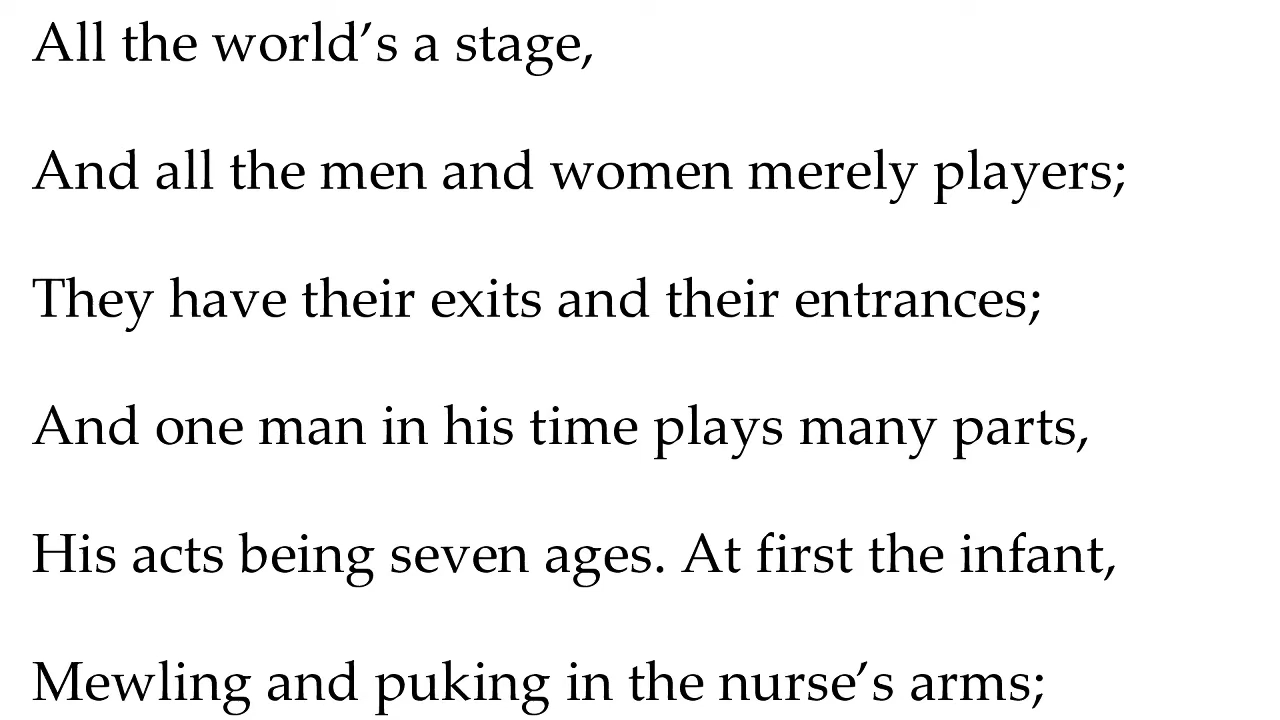 All the world’s a stage,
And all the men and women merely players;
They have their exits and their entrances;
And one man in his time plays many parts,
His acts being seven ages. At first the infant,
Mewling and puking in the nurse’s arms;